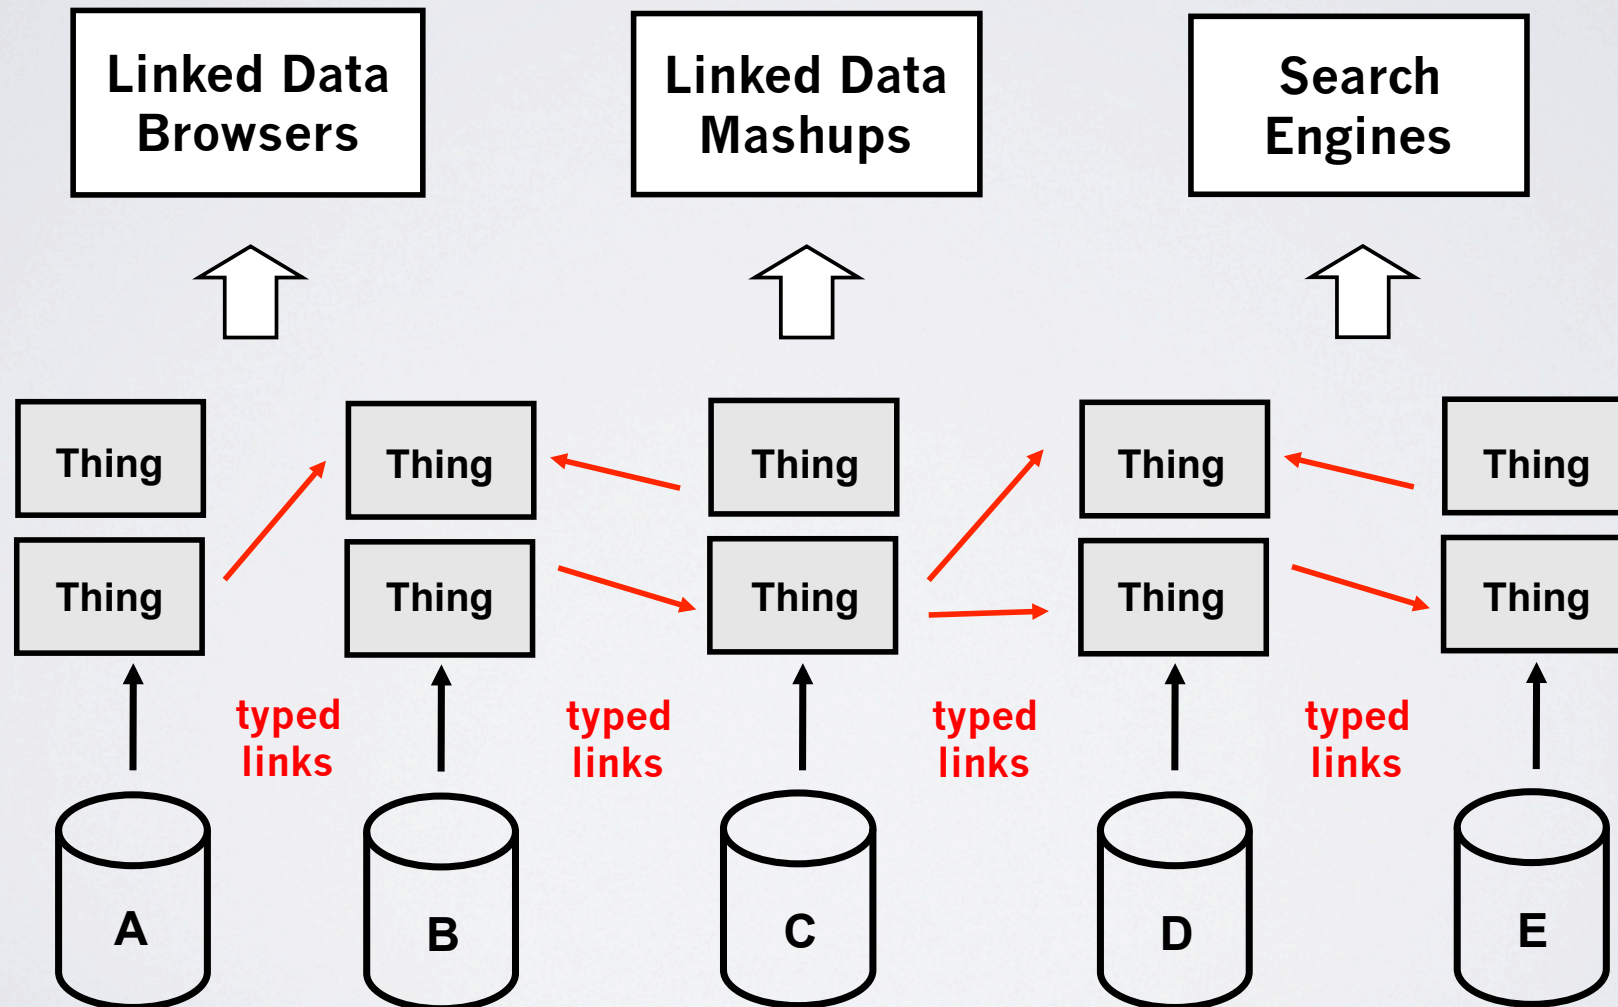 Linked Data
Browsers
Linked Data
Mashups
Search
Engines
Thing
Thing
Thing
Thing
Thing
Thing
Thing
Thing
Thing
Thing
typed
links
typed
links
typed
links
typed
links
A
B
C
D
E